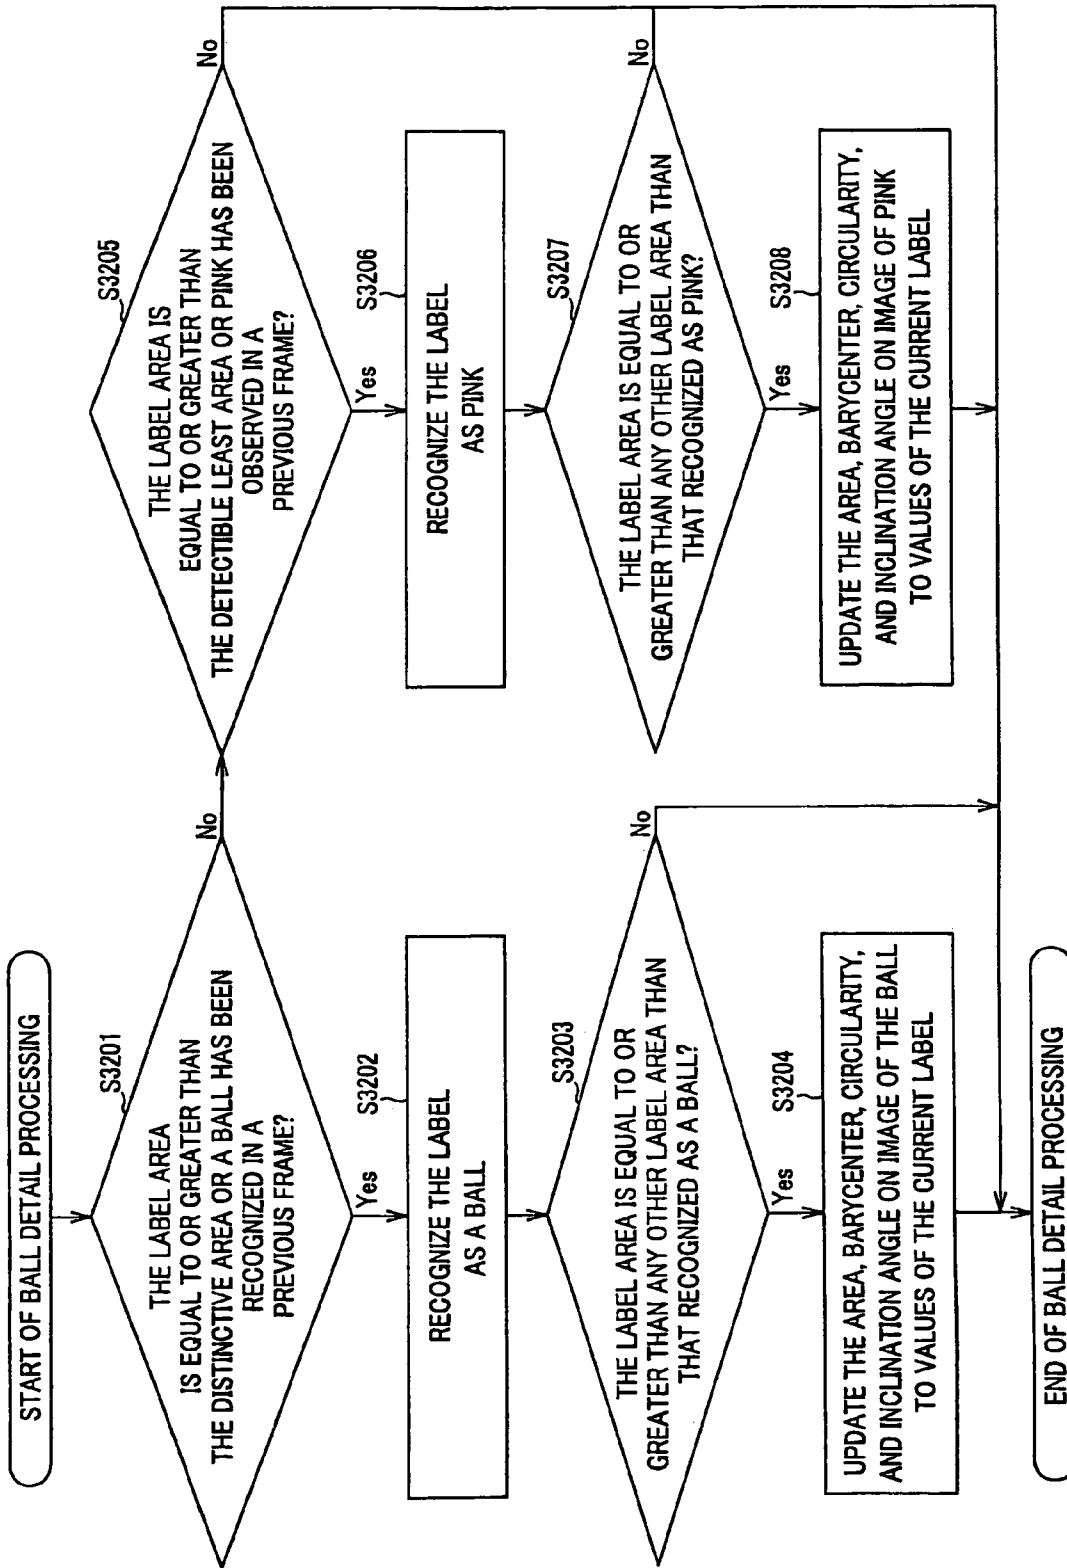 START OF BALL DETAIL PROCESSING
S3201
THE LABEL AREA
IS EQUAL TO OR GREATER THAN
THE DISTINCTIVE AREA OR A BALL HAS BEEN
RECOGNIZED IN A
PREVIOUS FRAME?
No
Yes
S3202
RECOGNIZE THE LABEL
AS A BALL
S3203
THE LABEL AREA IS EQUAL TO OR
GREATER THAN ANY OTHER LABEL AREA THAN
THAT RECOGNIZED AS A BALL?
No
Yes
S3204
UPDATE THE AREA, BARYCENTER, CIRCULARITY,
AND INCLINATION ANGLE ON IMAGE OF THE BALL
TO VALUES OF THE CURRENT LABEL
S3205
THE LABEL AREA IS
EQUAL TO OR GREATER THAN
THE DETECTIBLE LEAST AREA OR PINK HAS BEEN
OBSERVED IN A
PREVIOUS FRAME?
No
Yes
S3206
RECOGNIZE THE LABEL
AS PINK
S3207
THE LABEL AREA IS EQUAL TO OR
GREATER THAN ANY OTHER LABEL AREA THAN
THAT RECOGNIZED AS PINK?
No
Yes
S3208
UPDATE THE AREA, BARYCENTER, CIRCULARITY,
AND INCLINATION ANGLE ON IMAGE OF PINK
TO VALUES OF THE CURRENT LABEL
END OF BALL DETAIL PROCESSING